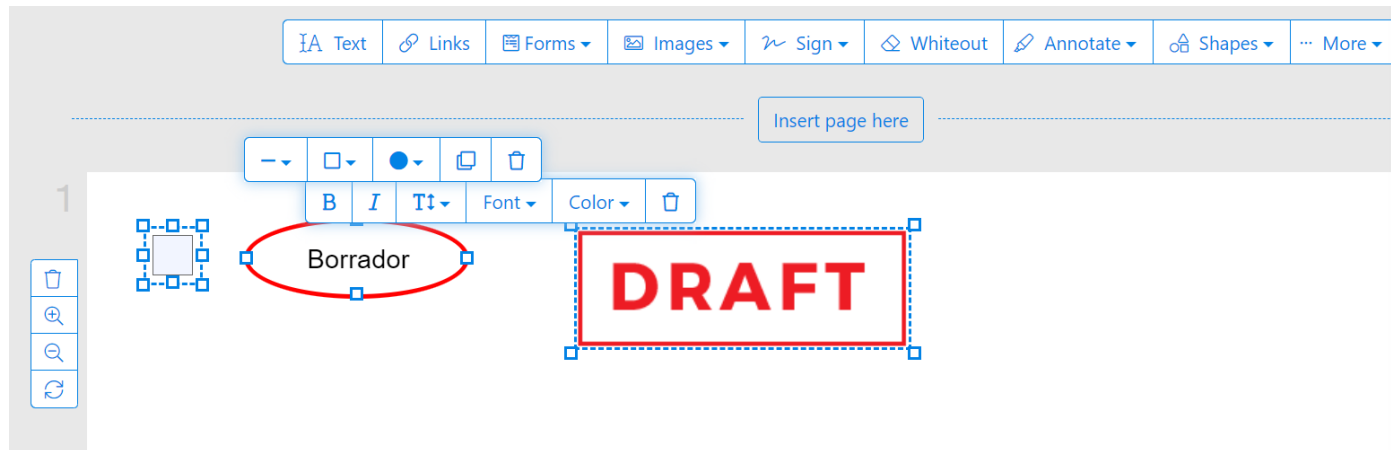 Text Links Forms Images Sign Whiteout Annotate Shapes More
Insert page here
1
B I T Font Color
Borrador
DRAFT